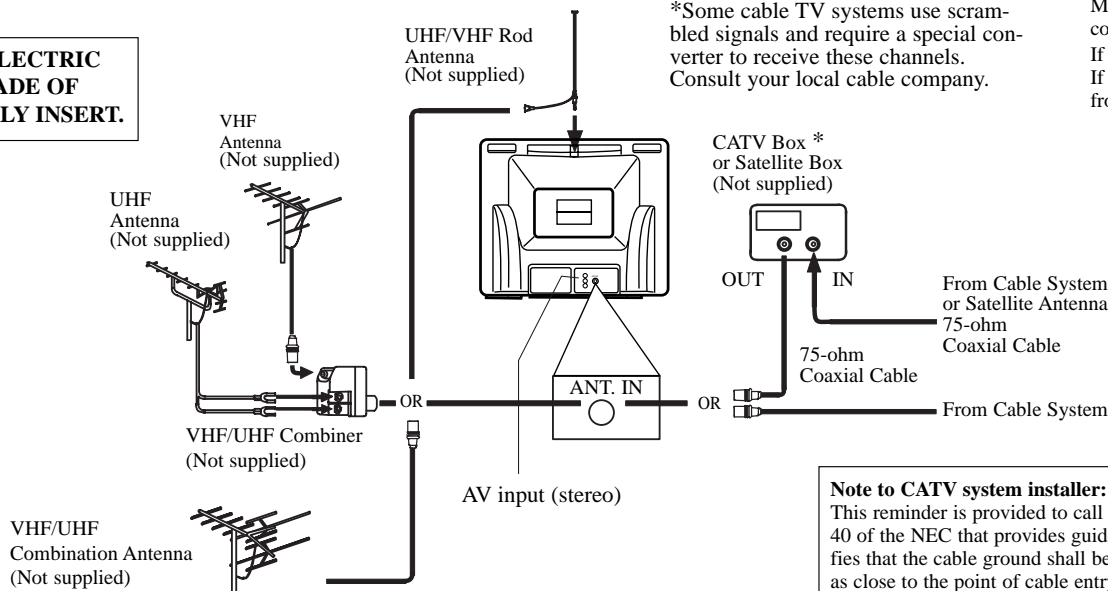 LECTRIC
ADE OF
LY INSERT.
UHF/VHF Rod
Antenna
(Not supplied)
*Some cable TV systems use scram-
bled signals and require a special con-
verter to receive these channels.
Consult your local cable company.
M
co
If
If
fro
VHF
Antenna
(Not supplied)
UHF
Antenna
(Not supplied)
CATV Box *
or Satellite Box
(Not supplied)
OUT
IN
From Cable System
or Satellite Antenna
75-ohm
Coaxial Cable
75-ohm
Coaxial Cable
ANT. IN
OR
OR
From Cable System
VHF/UHF Combiner
(Not supplied)
AV input (stereo)
VHF/UHF
Combination Antenna
(Not supplied)
Note to CATV system installer:
This reminder is provided to call
40 of the NEC that provides guid
fies that the cable ground shall be
as close to the point of cable entry